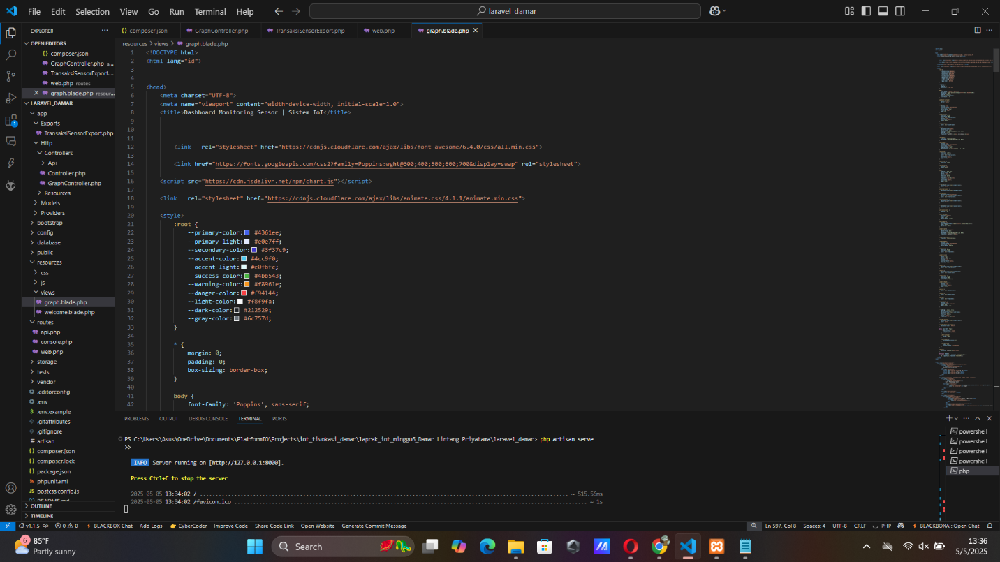 File Edit Selection View Go Run Terminal Help
laravel_damar
EXPLORER
OPEN EDITORS
composer.json
GraphController.php a...
TransaksiSensorExport....
web.php routes
graph.blade.php resour...
LARAVEL_DAMAR
app
Exports
TransaksiSensorExport.php
Http
Controllers
Api
Controller.php
GraphController.php
Resources
Models
Providers
bootstrap
config
database
public
resources
css
js
views
graph.blade.php
welcome.blade.php
routes
api.php
console.php
web.php
storage
tests
vendor
.editorconfig
.env
.env.example
.gitattributes
.gitignore
artisan
composer.json
composer.lock
package.json
phpunit.xml
postcss.config.js
README.md
OUTLINE
TIMELINE
composer.json GraphController.php TransaksiSensorExport.php web.php graph.blade.php
resources > views > graph.blade.php
1 <!DOCTYPE html>
2 <html lang="id">
3
4
5 <head>
6 <meta charset="UTF-8">
7 <meta name="viewport" content="width=device-width, initial-scale=1.0">
8 <title>Dashboard Monitoring Sensor | Sistem IoT</title>
9
10
11
12 <link rel="stylesheet" href="https://cdnjs.cloudflare.com/ajax/libs/font-awesome/6.4.0/css/all.min.css">
13
14 <link href="https://fonts.googleapis.com/css2?family=Poppins:wght@300;400;500;600;700&display=swap" rel="stylesheet">
15
16 <script src="https://cdn.jsdelivr.net/npm/chart.js"></script>
17
18 <link rel="stylesheet" href="https://cdnjs.cloudflare.com/ajax/libs/animate.css/4.1.1/animate.min.css">
19
20 <style>
21 :root {
22 --primary-color: #4361ee;
23 --primary-light: #e0e7ff;
24 --secondary-color: #3f37c9;
25 --accent-color: #4cc9f0;
26 --accent-light: #e0fbfc;
27 --success-color: #4bb543;
28 --warning-color: #f8961e;
29 --danger-color: #f94144;
30 --light-color: #f8f9fa;
31 --dark-color: #212529;
32 --gray-color: #6c757d;
33 }
34
35 * {
36 margin: 0;
37 padding: 0;
38 box-sizing: border-box;
39 }
40
41 body {
42 font-family: 'Poppins', sans-serif;
PROBLEMS OUTPUT DEBUG CONSOLE TERMINAL PORTS
PS C:\Users\Asus\OneDrive\Documents\PlatformIO\Projects\iot_tivokasi_damar\laprak_iot_minggu6_Damar Lintang Priyatama\laravel_damar> php artisan serve
>>
INFO Server running on [http://127.0.0.1:8000].
Press Ctrl+C to stop the server
2025-05-05 13:34:02 / ........ ~ 515.56ms
2025-05-05 13:34:02 /favicon.ico ........ ~ 1s
powershell
powershell
powershell
powershell
php
v1.1.5 0 0 BLACKBOX Chat Add Logs CyberCoder Improve Code Share Code Link Open Website Generate Commit Message Ln 597, Col 8 Spaces: 4 UTF-8 CRLF PHP BLACKBOXAI: Open Chat
6
85°F
Partly sunny
Search
13:36
5/5/2025